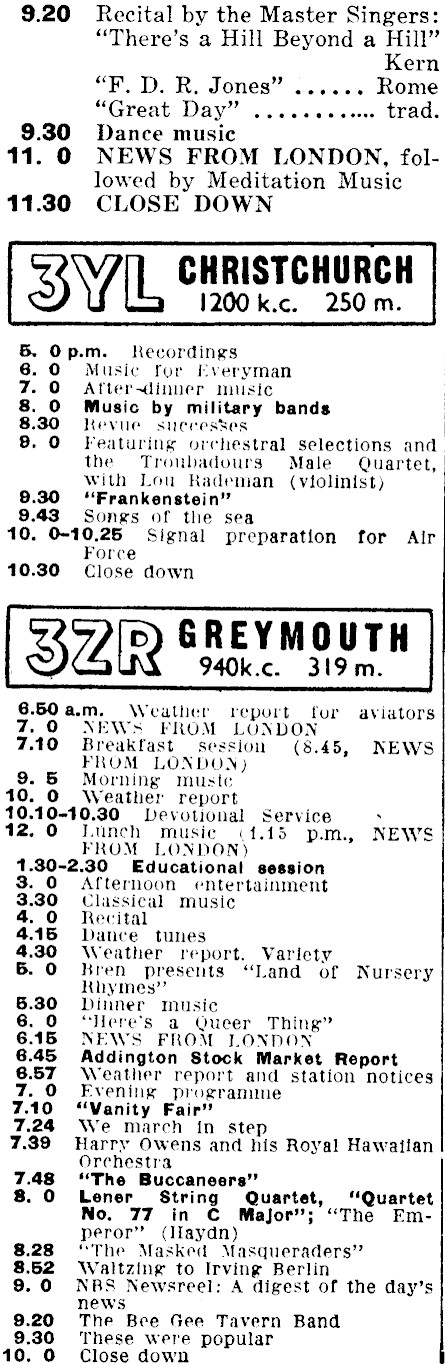 9.20 Recital by the Master Singers:
"There's a Hill Beyond a Hill"
Kern
"F. D. R. Jones" ...... Rome
"Great Day" ............ trad.
9.30 Dance music
11. 0 NEWS FROM LONDON, fol-
lowed by Meditation Music
11.30 CLOSE DOWN
3YL CHRISTCHURCH
1200 k.c. 250 m.
5. 0 p.m. Recordings
6. 0 Music for Everyman
7. 0 After-dinner music
8. 0 Music by military bands
8.30 Revue successes
9. 0 Featuring orchestral selections and
the Troubadours Male Quartet,
with Lou Rademan (violinist)
9.30 "Frankenstein"
9.43 Songs of the sea
10. 0-10.25 Signal preparation for Air
Force
10.30 Close down
3ZR GREYMOUTH
940k.c. 319 m.
6.50 a.m. Weather report for aviators
7. 0 NEWS FROM LONDON
7.10 Breakfast session (8.45, NEWS
FROM LONDON)
9. 5 Morning music
10. 0 Weather report
10.10-10.30 Devotional Service
12. 0 Lunch music (1.15 p.m., NEWS
FROM LONDON)
1.30-2.30 Educational session
3. 0 Afternoon entertainment
3.30 Classical music
4. 0 Recital
4.15 Dance tunes
4.30 Weather report. Variety
5. 0 Bren presents "Land of Nursery
Rhymes"
5.30 Dinner music
6. 0 "Here's a Queer Thing"
6.15 NEWS FROM LONDON
6.45 Addington Stock Market Report
6.57 Weather report and station notices
7. 0 Evening programme
7.10 "Vanity Fair"
7.24 We march in step
7.39 Harry Owens and his Royal Hawaiian
Orchestra
7.48 "The Buccaneers"
8. 0 Lener String Quartet, "Quartet
No. 77 in C Major"; "The Em-
peror" (Haydn)
8.28 "The Masked Masqueraders"
8.52 Waltzing to Irving Berlin
9. 0 NBS Newsreel: A digest of the day's
news
9.20 The Bee Gee Tavern Band
9.30 These were popular
10. 0 Close down